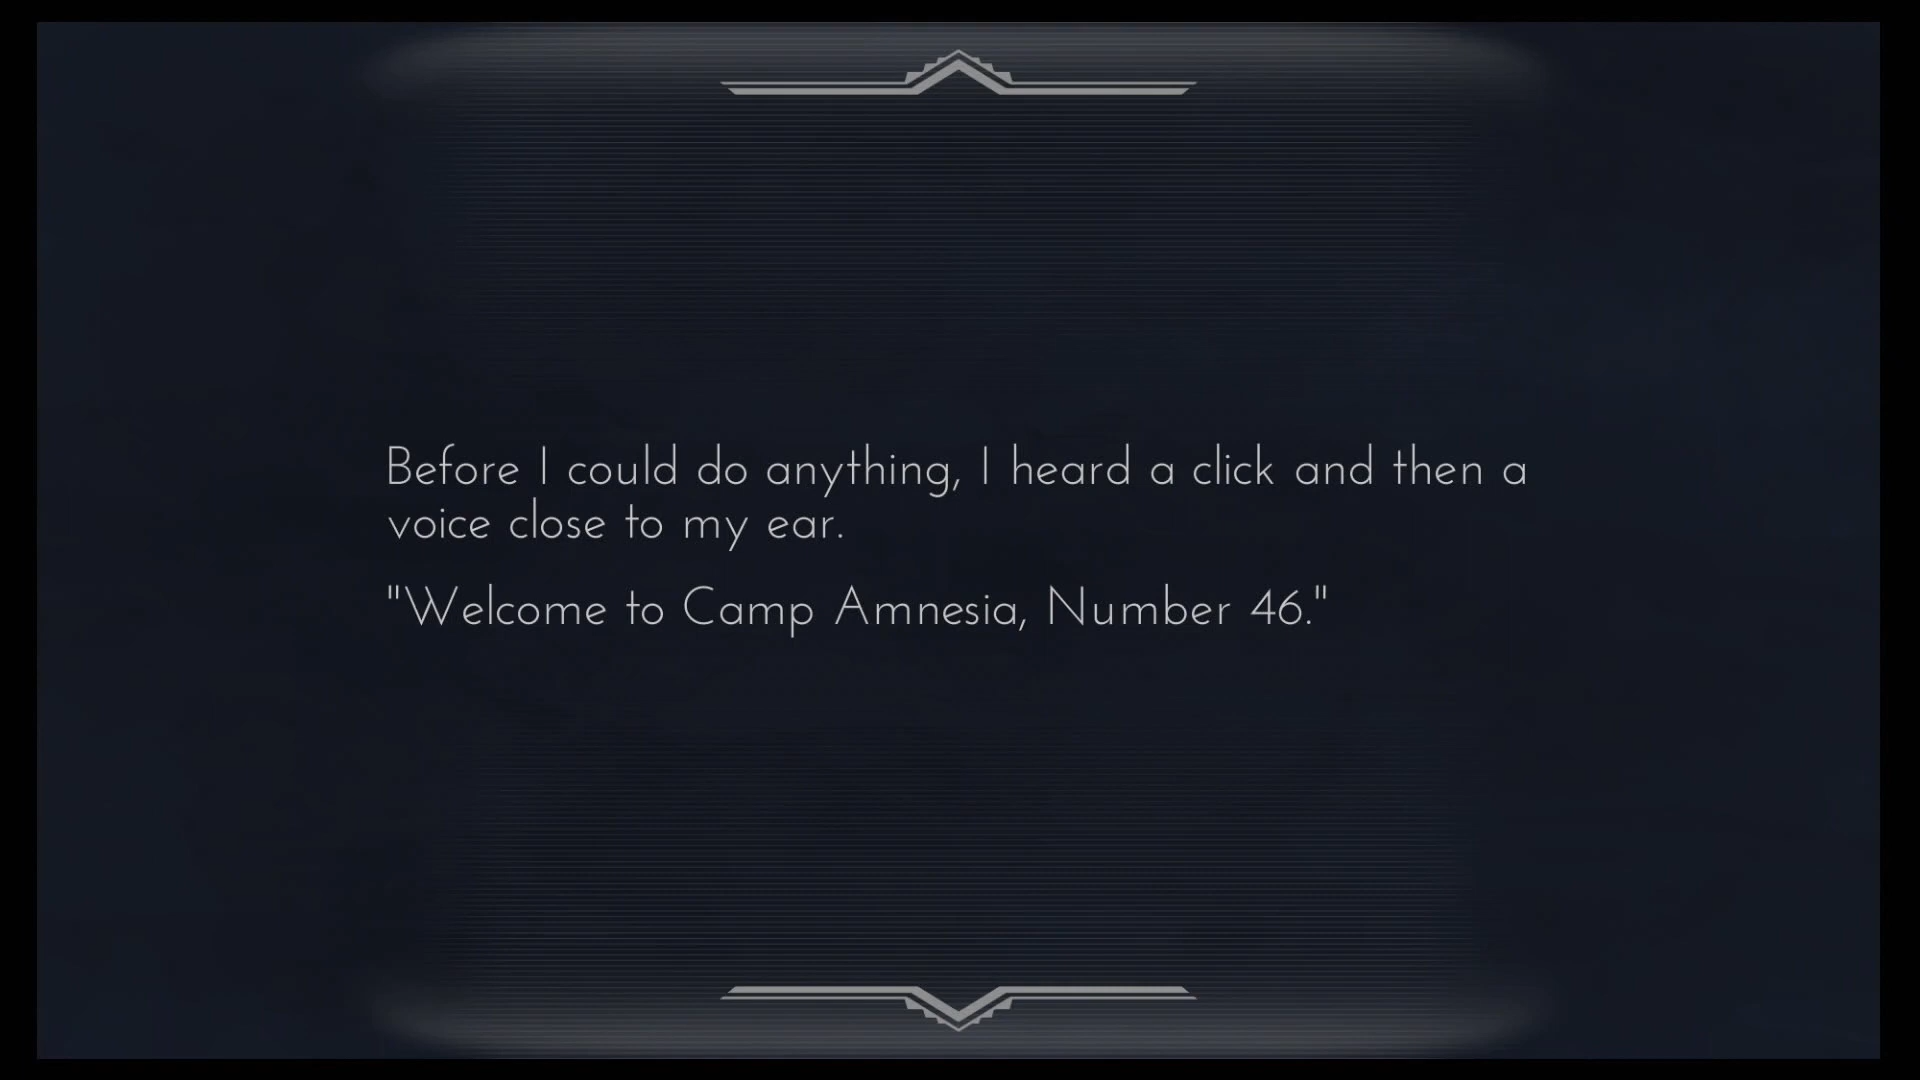 Before I could do anything, I heard a click and then a
voice close to my ear.
"Welcome to Camp Amnesia, Number 46."